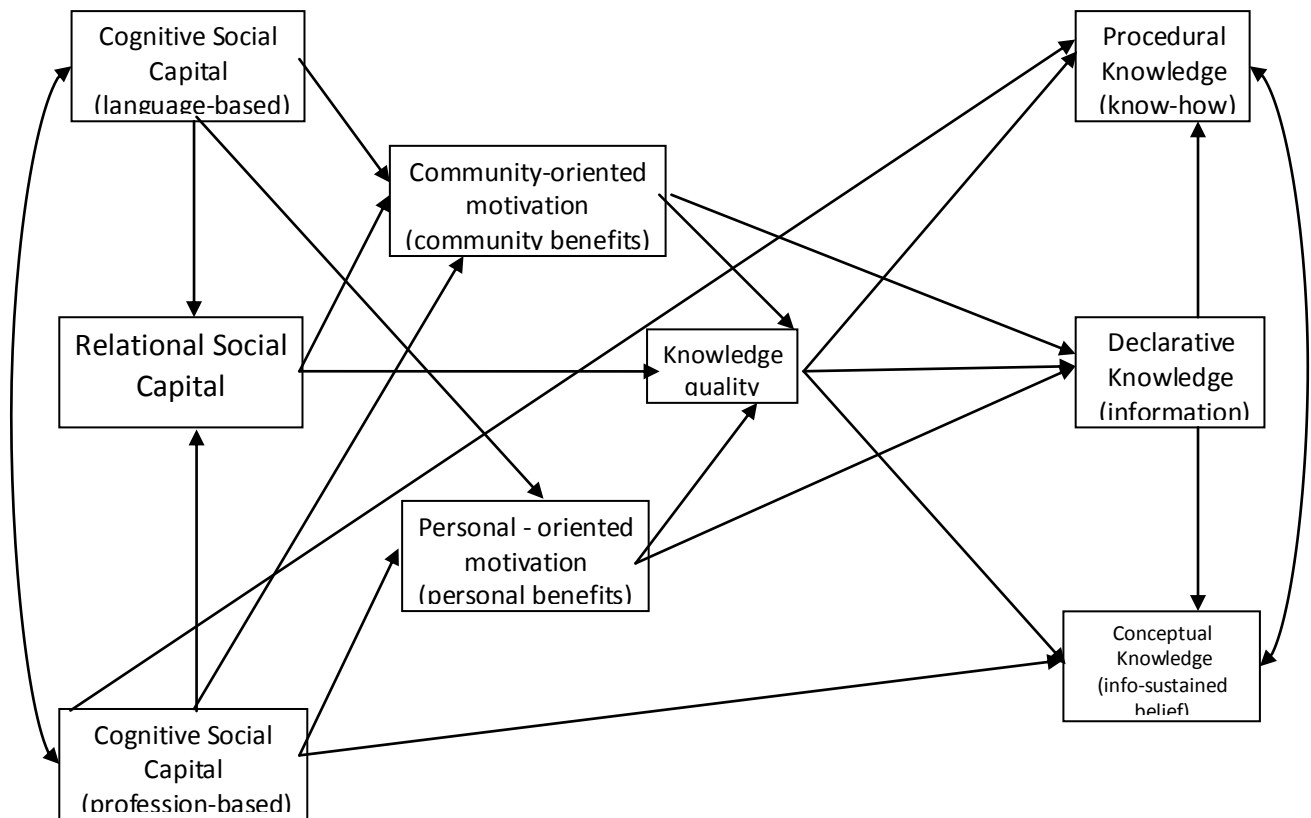 Cognitive Social
Capital
(language-based)
Procedural
Knowledge
(know-how)
Community-oriented
motivation
(community benefits)
Relational Social
Capital
Knowledge
quality
Declarative
Knowledge
(information)
Personal - oriented
motivation
(personal benefits)
Conceptual
Knowledge
(info-sustained
belief)
Cognitive Social
Capital
(profession-based)